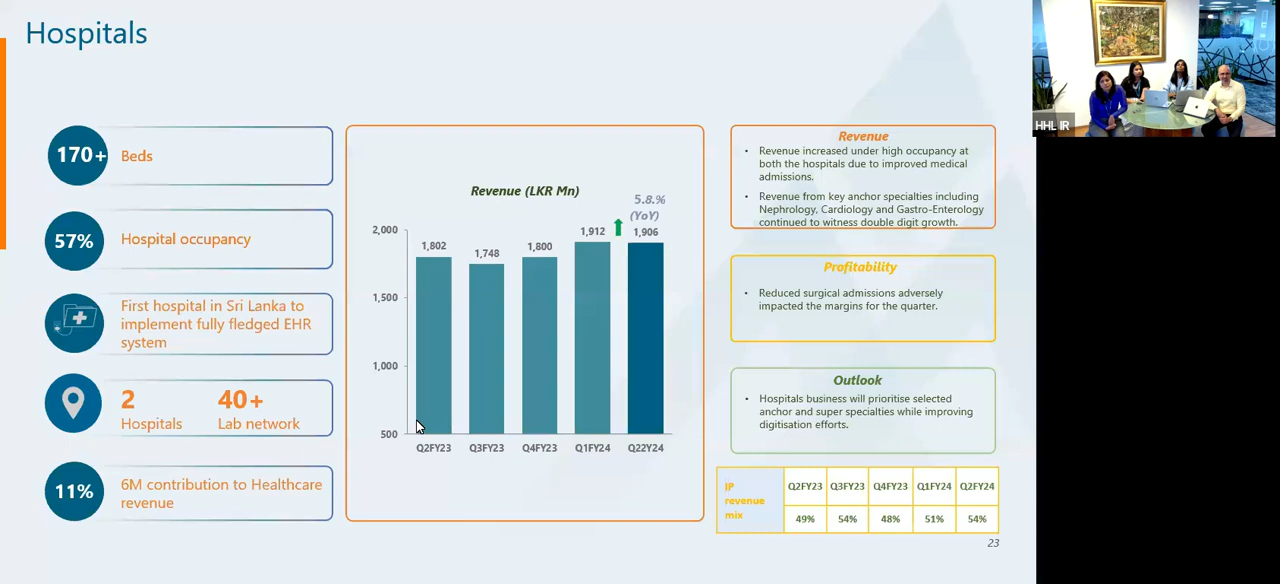 Hospitals
170+
Beds
57%
Hospital occupancy
First hospital in Sri Lanka to
implement fully fledged EHR
system
2
40+
Hospitals
Lab network
11%
6M contribution to Healthcare
revenue
Revenue (LKR Mn)
5.8.%
(YoY)
2,000
1,500
1,000
500
1,802
1,748
1,800
1,912
1,906
Q2FY23
Q3FY23
Q4FY23
Q1FY24
Q22Y24
Revenue
• Revenue increased under high occupancy at
both the hospitals due to improved medical
admissions.
• Revenue from key anchor specialties including
Nephrology, Cardiology and Gastro-Enterology
continued to witness double digit growth.
Profitability
• Reduced surgical admissions adversely
impacted the margins for the quarter.
Outlook
• Hospitals business will prioritise selected
anchor and super specialties while improving
digitisation efforts.
IP
revenue
mix
Q2FY23 Q3FY23 Q4FY23 Q1FY24 Q2FY24
49% 54% 48% 51% 54%
23
HHL IR